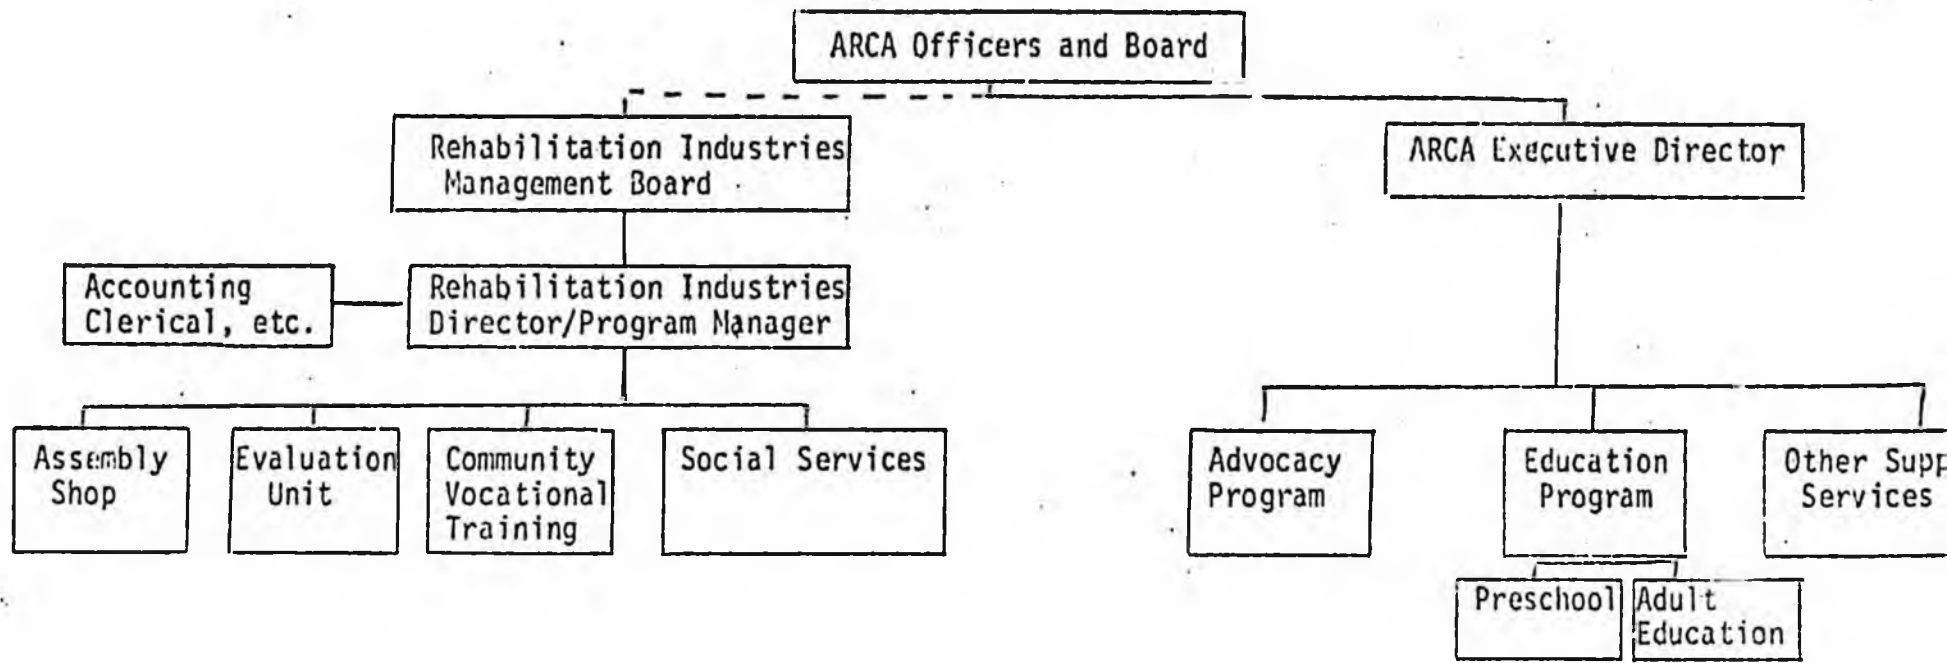 ARCA Officers and Board
Rehabilitation Industries
Management Board
ARCA Executive Director
Accounting
Clerical, etc.
Rehabilitation Industries
Director/Program Manager
Assembly
Shop
Evaluation
Unit
Community
Vocational
Training
Social Services
Advocacy
Program
Education
Program
Other Supp
Services
Preschool
Adult
Education